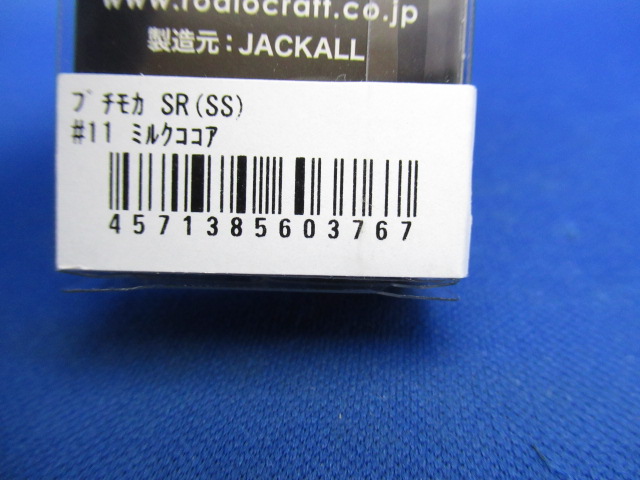 www.rodiocraft.co.jp
製造元：JACKALL
ﾌﾟﾁﾓｶ SR(SS)
#11 ﾐﾙｸｺｺｱ
4571385603767